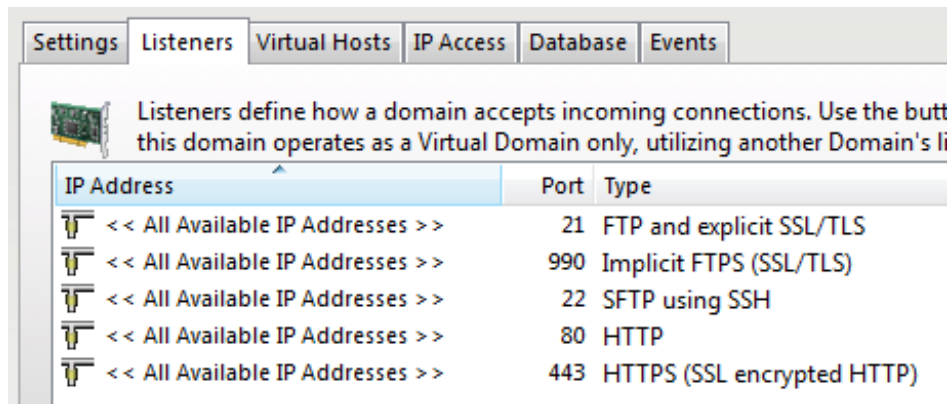 Settings Listeners Virtual Hosts IP Access Database Events
Listeners define how a domain accepts incoming connections. Use the butt
this domain operates as a Virtual Domain only, utilizing another Domain's li
IP Address Port Type
<< All Available IP Addresses >> 21 FTP and explicit SSL/TLS
<< All Available IP Addresses >> 990 Implicit FTPS (SSL/TLS)
<< All Available IP Addresses >> 22 SFTP using SSH
<< All Available IP Addresses >> 80 HTTP
<< All Available IP Addresses >> 443 HTTPS (SSL encrypted HTTP)